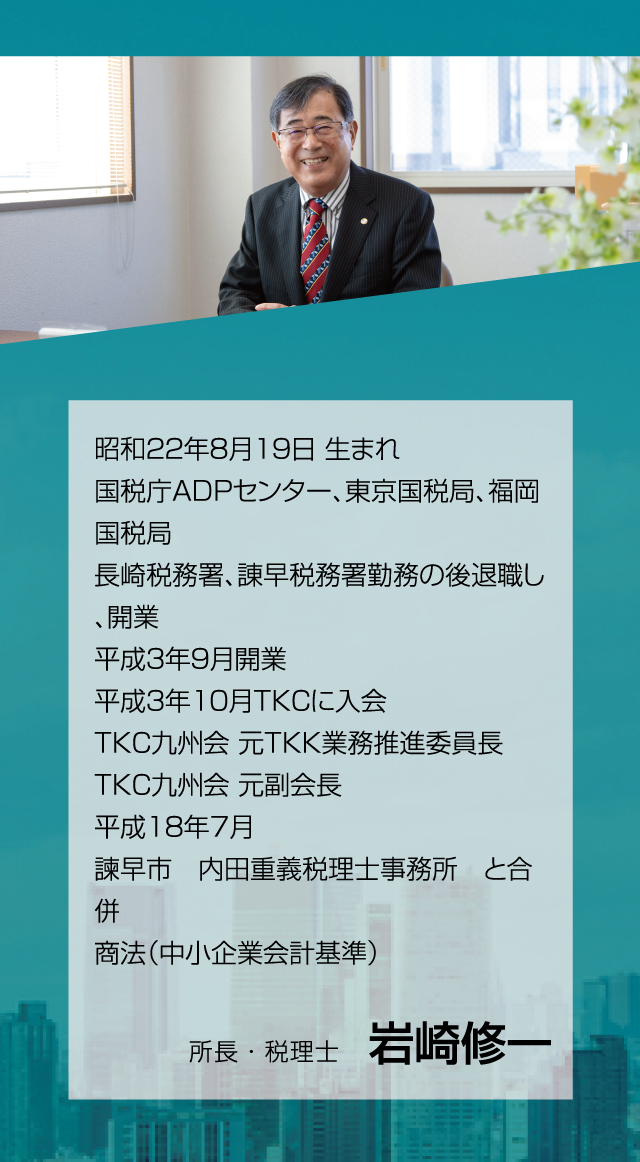 昭和22年8月19日 生まれ
国税庁ADPセンター、東京国税局、福岡
国税局
長崎税務署、諫早税務署勤務の後退職し
、開業
平成3年9月開業
平成3年10月TKCに入会
TKC九州会 元TKK業務推進委員長
TKC九州会 元副会長
平成18年7月
諫早市　内田重義税理士事務所　と合
併
商法（中小企業会計基準）
所長・税理士　岩崎修一